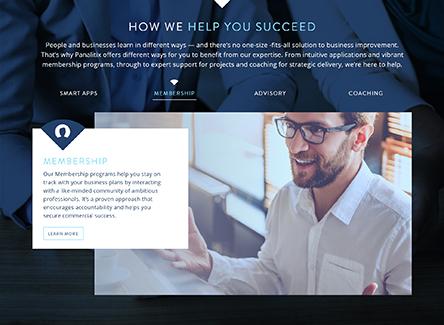 HOW WE HELP YOU SUCCEED
People and businesses learn in different ways — and there's no one-size -fits-all solution to business improvement.
That's why Panalitix offers different ways for you to benefit from our expertise. From intuitive applications and vibrant
membership programs, through to expert support for projects and coaching for strategic delivery, we're here to help.
SMART APPS
MEMBERSHIP
ADVISORY
COACHING
MEMBERSHIP
Our Membership programs help you stay on
track with your business plans by interacting
with a like-minded community of ambitious
professionals. It's a proven approach that
encourages accountability and helps you
secure commercial success.
LEARN MORE